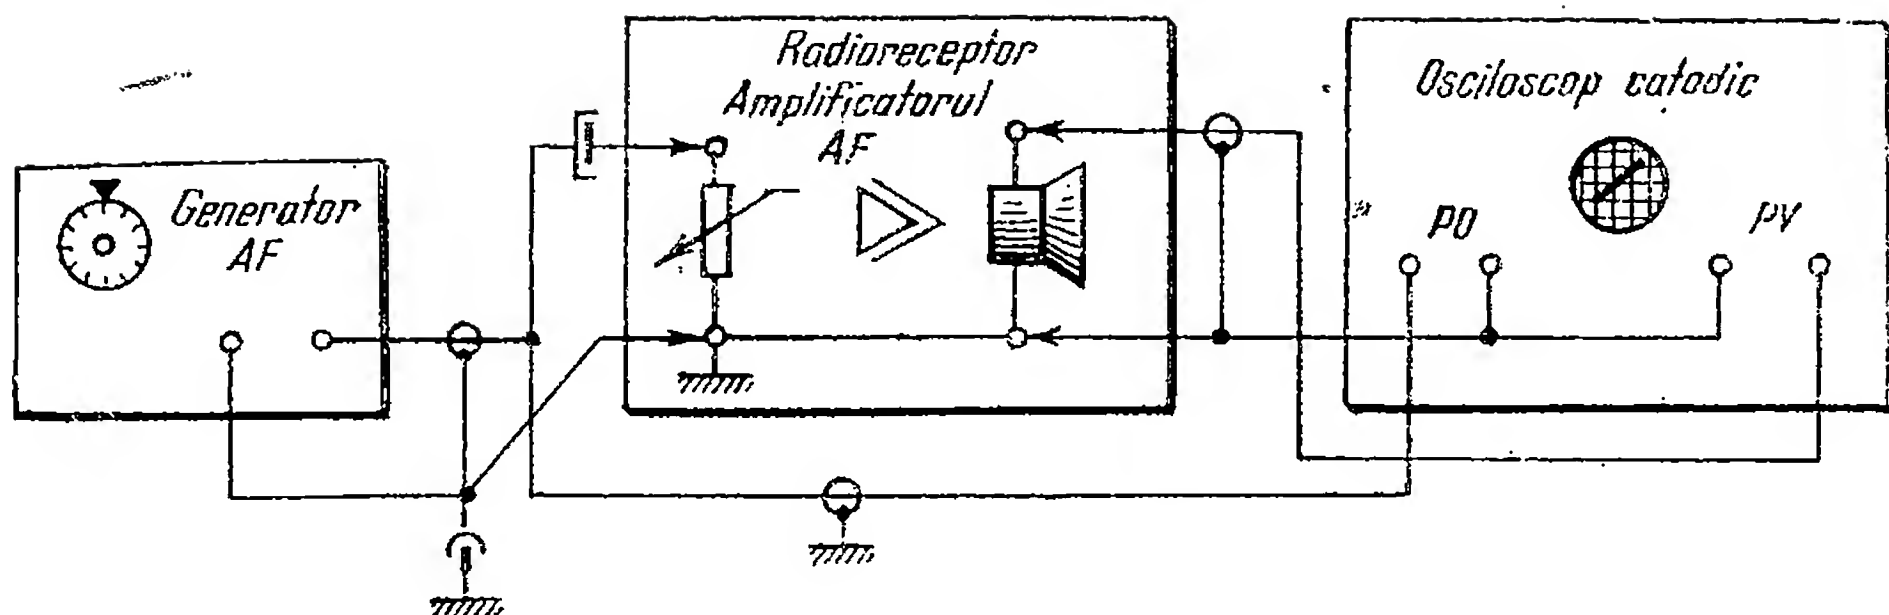 Generator
AF
Radioreceptor
Amplificatorul
AF
Osciloscop catodic
PO
PV